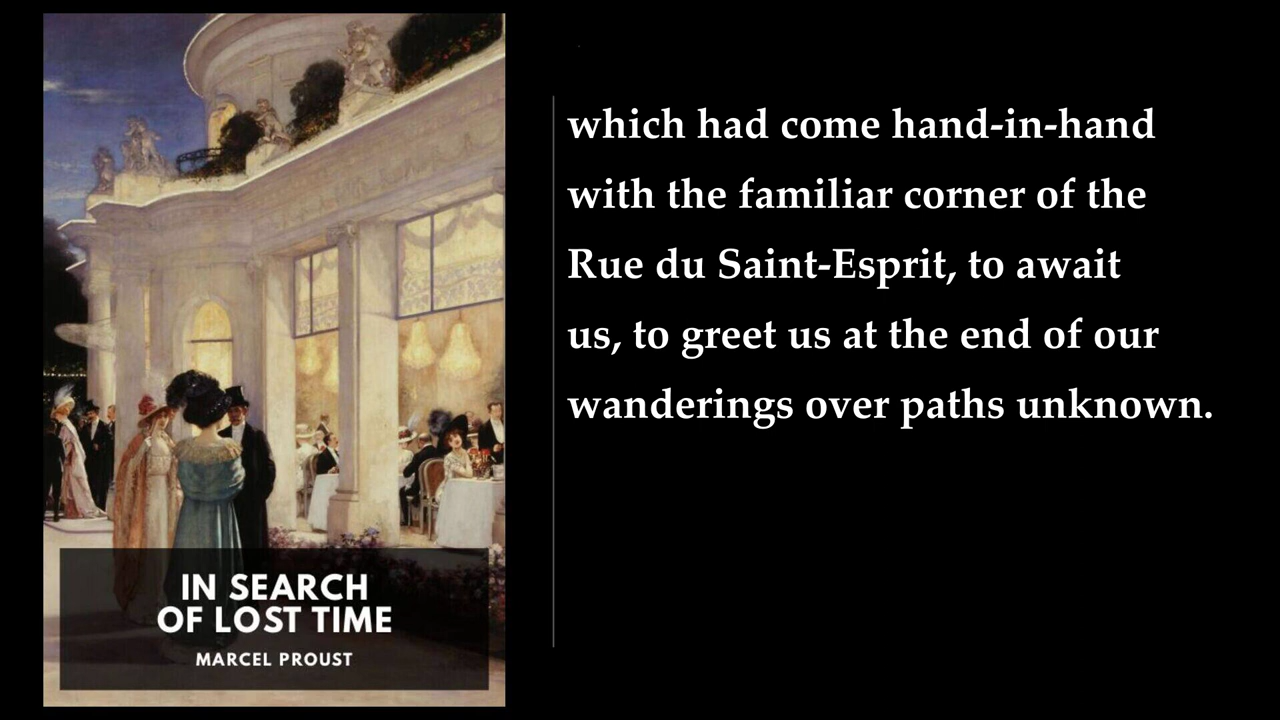 which had come hand-in-hand
with the familiar corner of the
Rue du Saint-Esprit, to await
us, to greet us at the end of our
wanderings over paths unknown.
IN SEARCH
OF LOST TIME
MARCEL PROUST